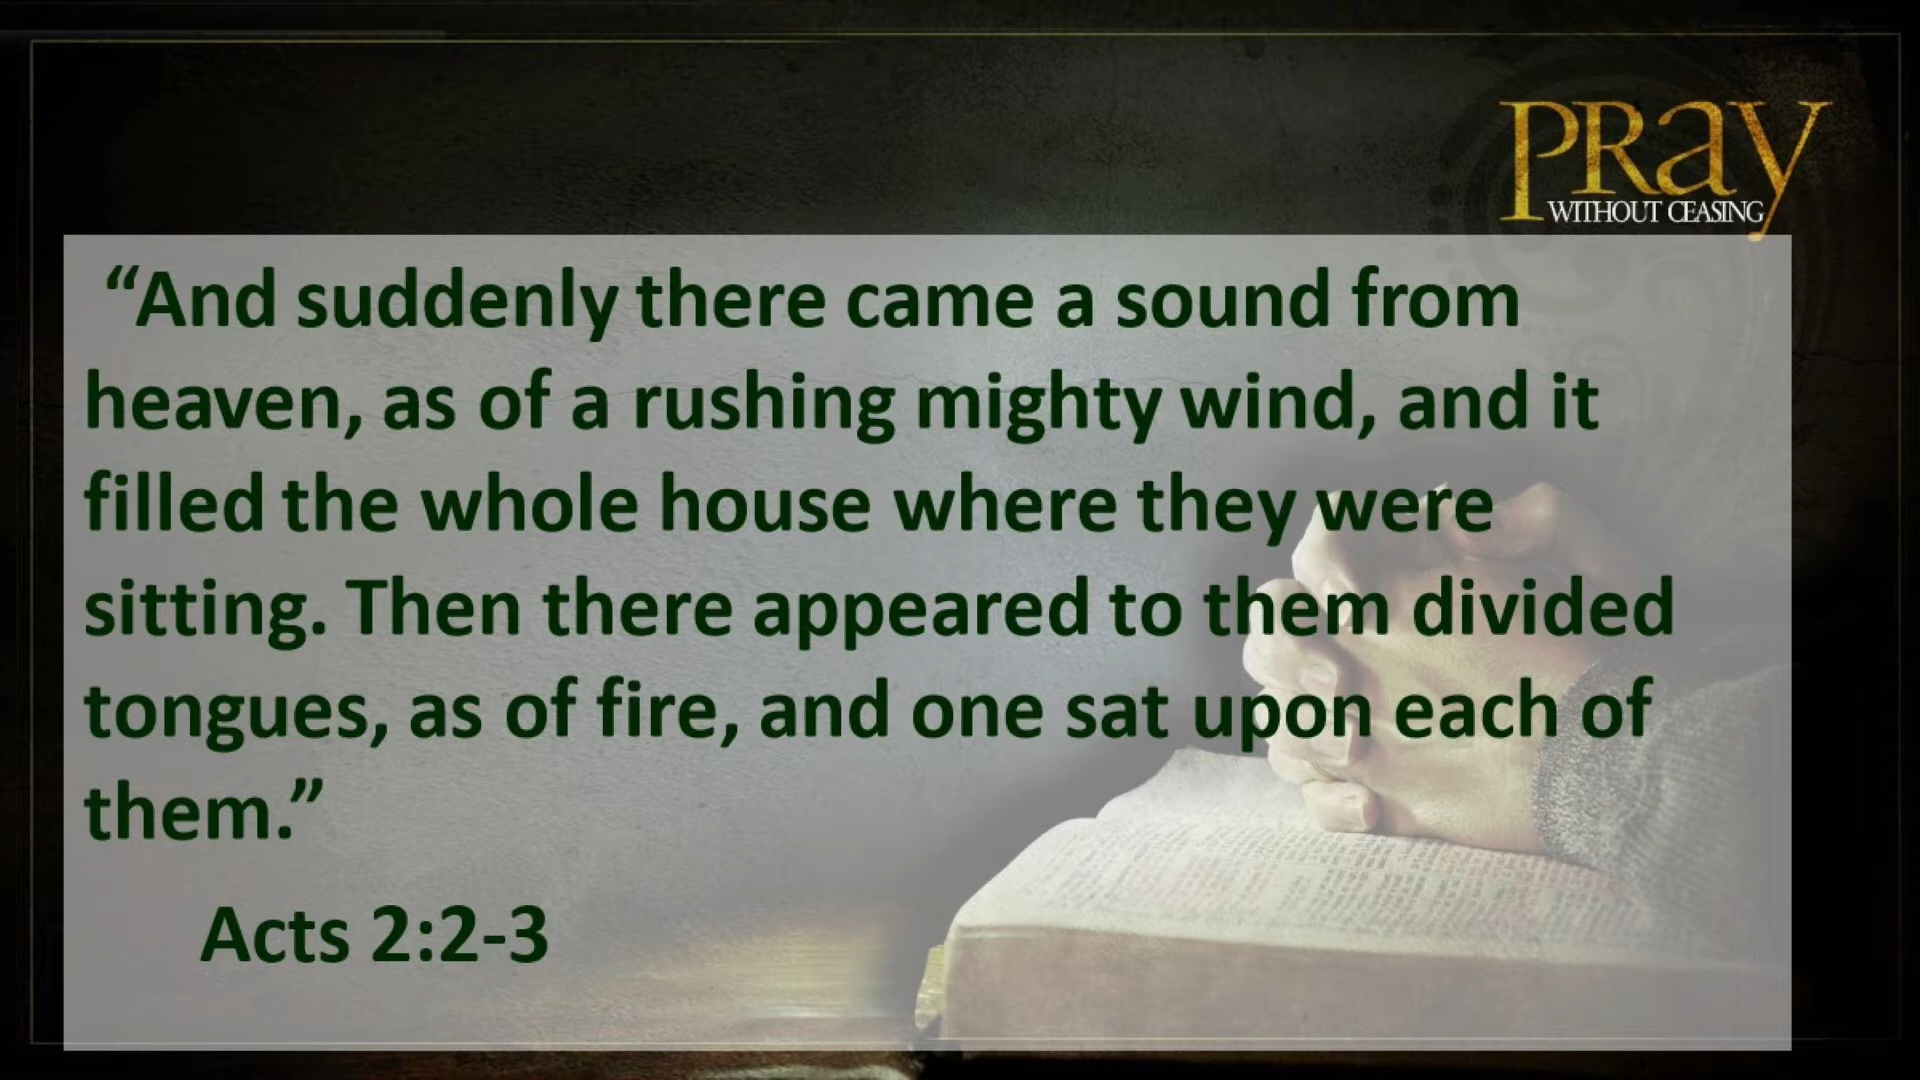 PRay
WITHOUT CEASING
“And suddenly there came a sound from
heaven, as of a rushing mighty wind, and it
filled the whole house where they were
sitting. Then there appeared to them divided
tongues, as of fire, and one sat upon each of
them.”
Acts 2:2-3